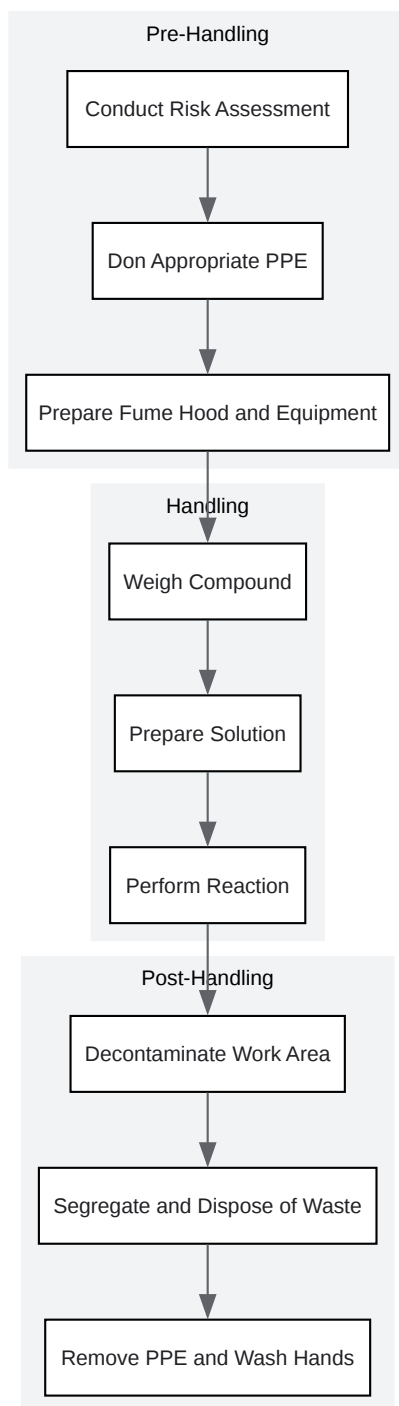 Pre-Handling
Conduct Risk Assessment
Don Appropriate PPE
Prepare Fume Hood and Equipment
Handling
Weigh Compound
Prepare Solution
Perform Reaction
Post-Handling
Decontaminate Work Area
Segregate and Dispose of Waste
Remove PPE and Wash Hands